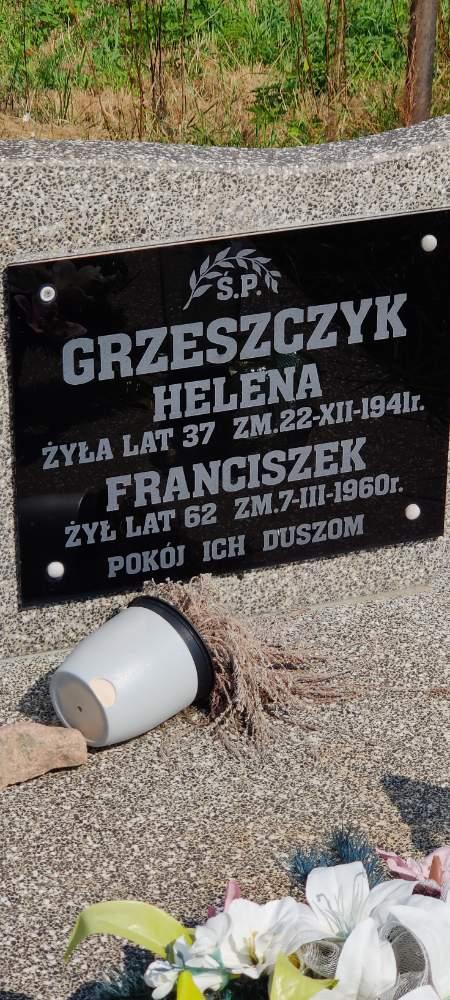 Ś.P.
GRZESZCZYK
HELENA
ŻYŁA LAT 37 ZM.22-XII-1941r.
FRANCISZEK
ŻYŁ LAT 62 ZM.7-III-1960r.
POKÓJ ICH DUSZOM